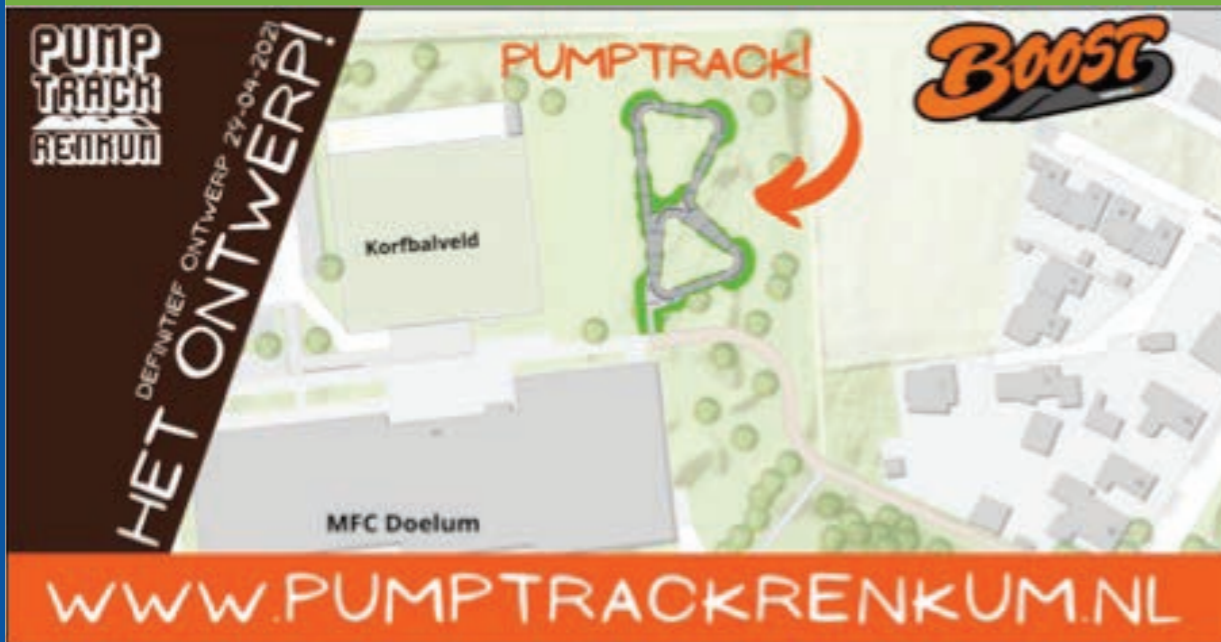 PUMP
TRACK
RENKUM
DEFINITIEF ONTWERP 29-04-2021
HET ONTWERP!
PUMPTRACK!
BOOST
Korfbalveld
MFC Doelum
WWW.PUMPTRACKRENKUM.NL